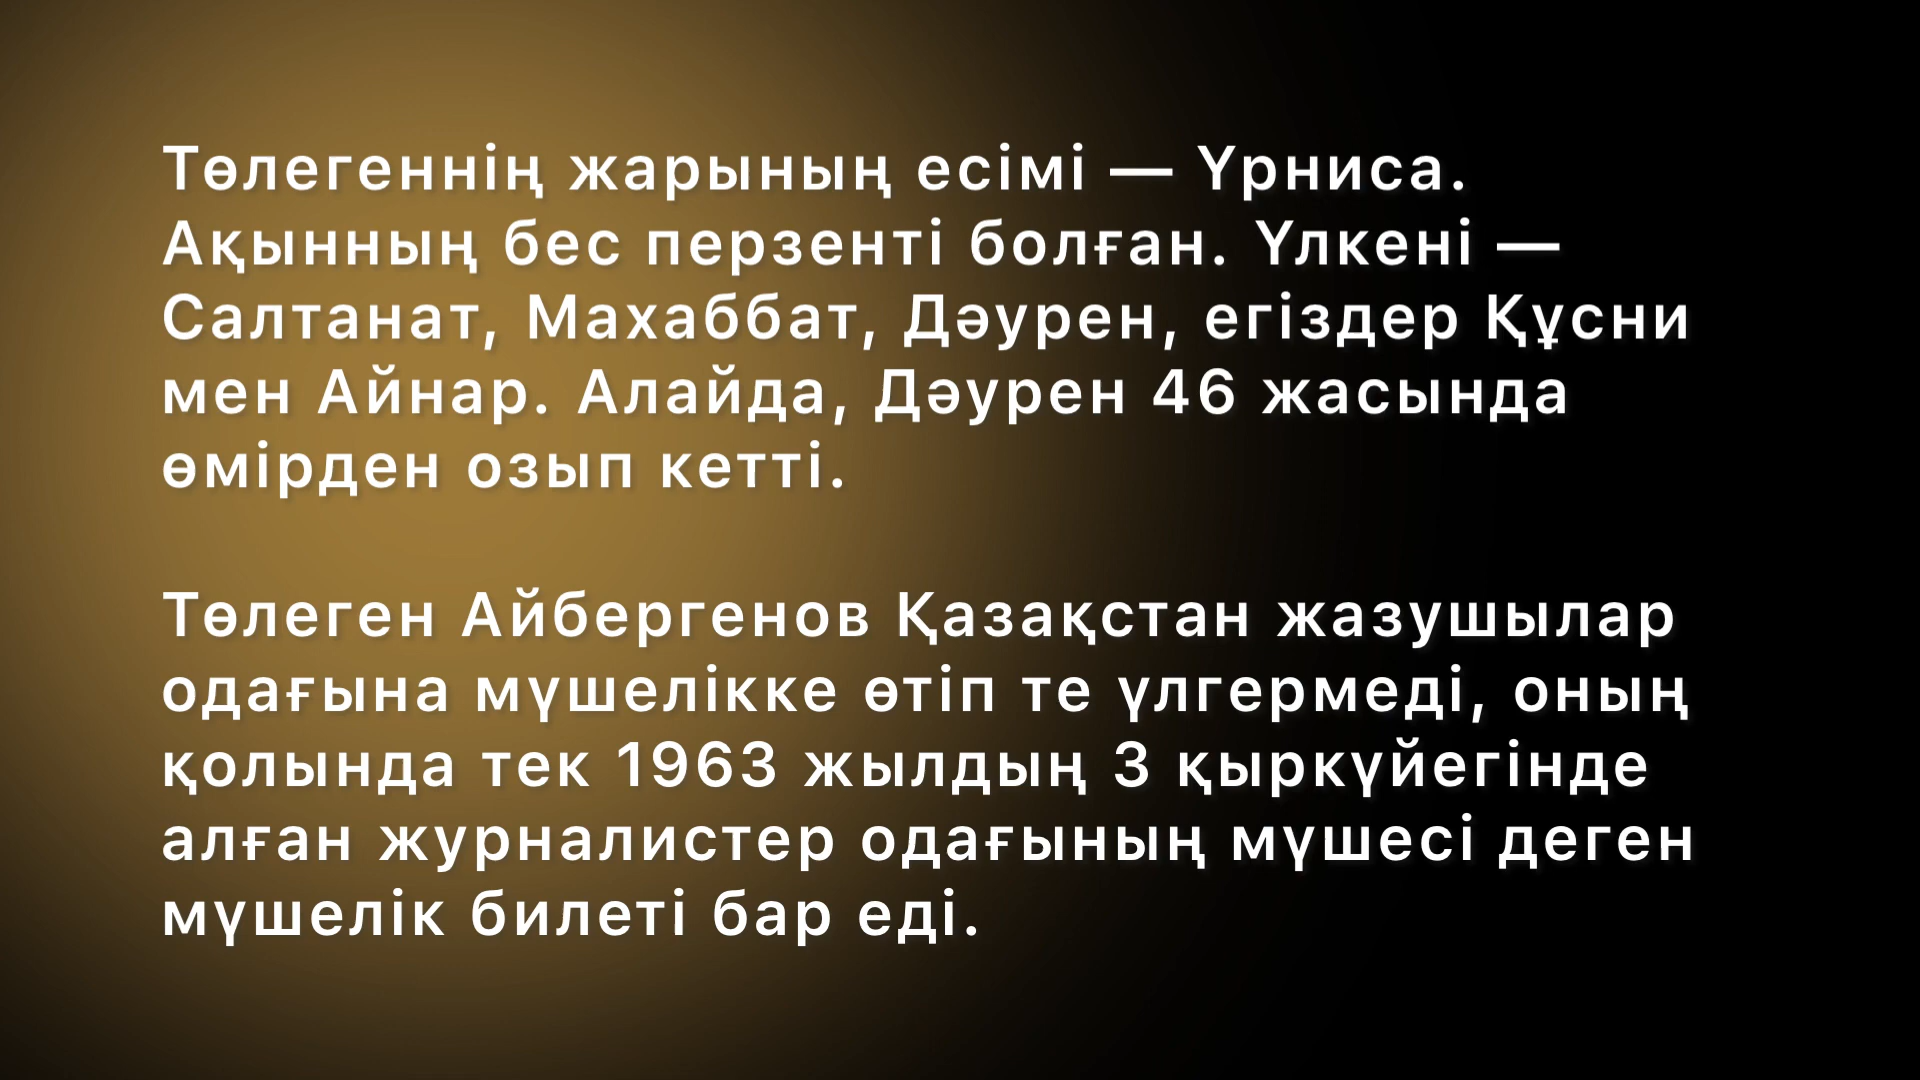 Төлегеннің жарының есімі — Үрниса.
Ақынның бес перзенті болған. Үлкені —
Салтанат, Махаббат, Дәурен, егіздер Құсни
мен Айнар. Алайда, Дәурен 46 жасында
өмірден озып кетті.
Төлеген Айбергенов Қазақстан жазушылар
одағына мүшелікке өтіп те үлгермеді, оның
қолында тек 1963 жылдың 3 қыркүйегінде
алған журналистер одағының мүшесі деген
мүшелік билеті бар еді.